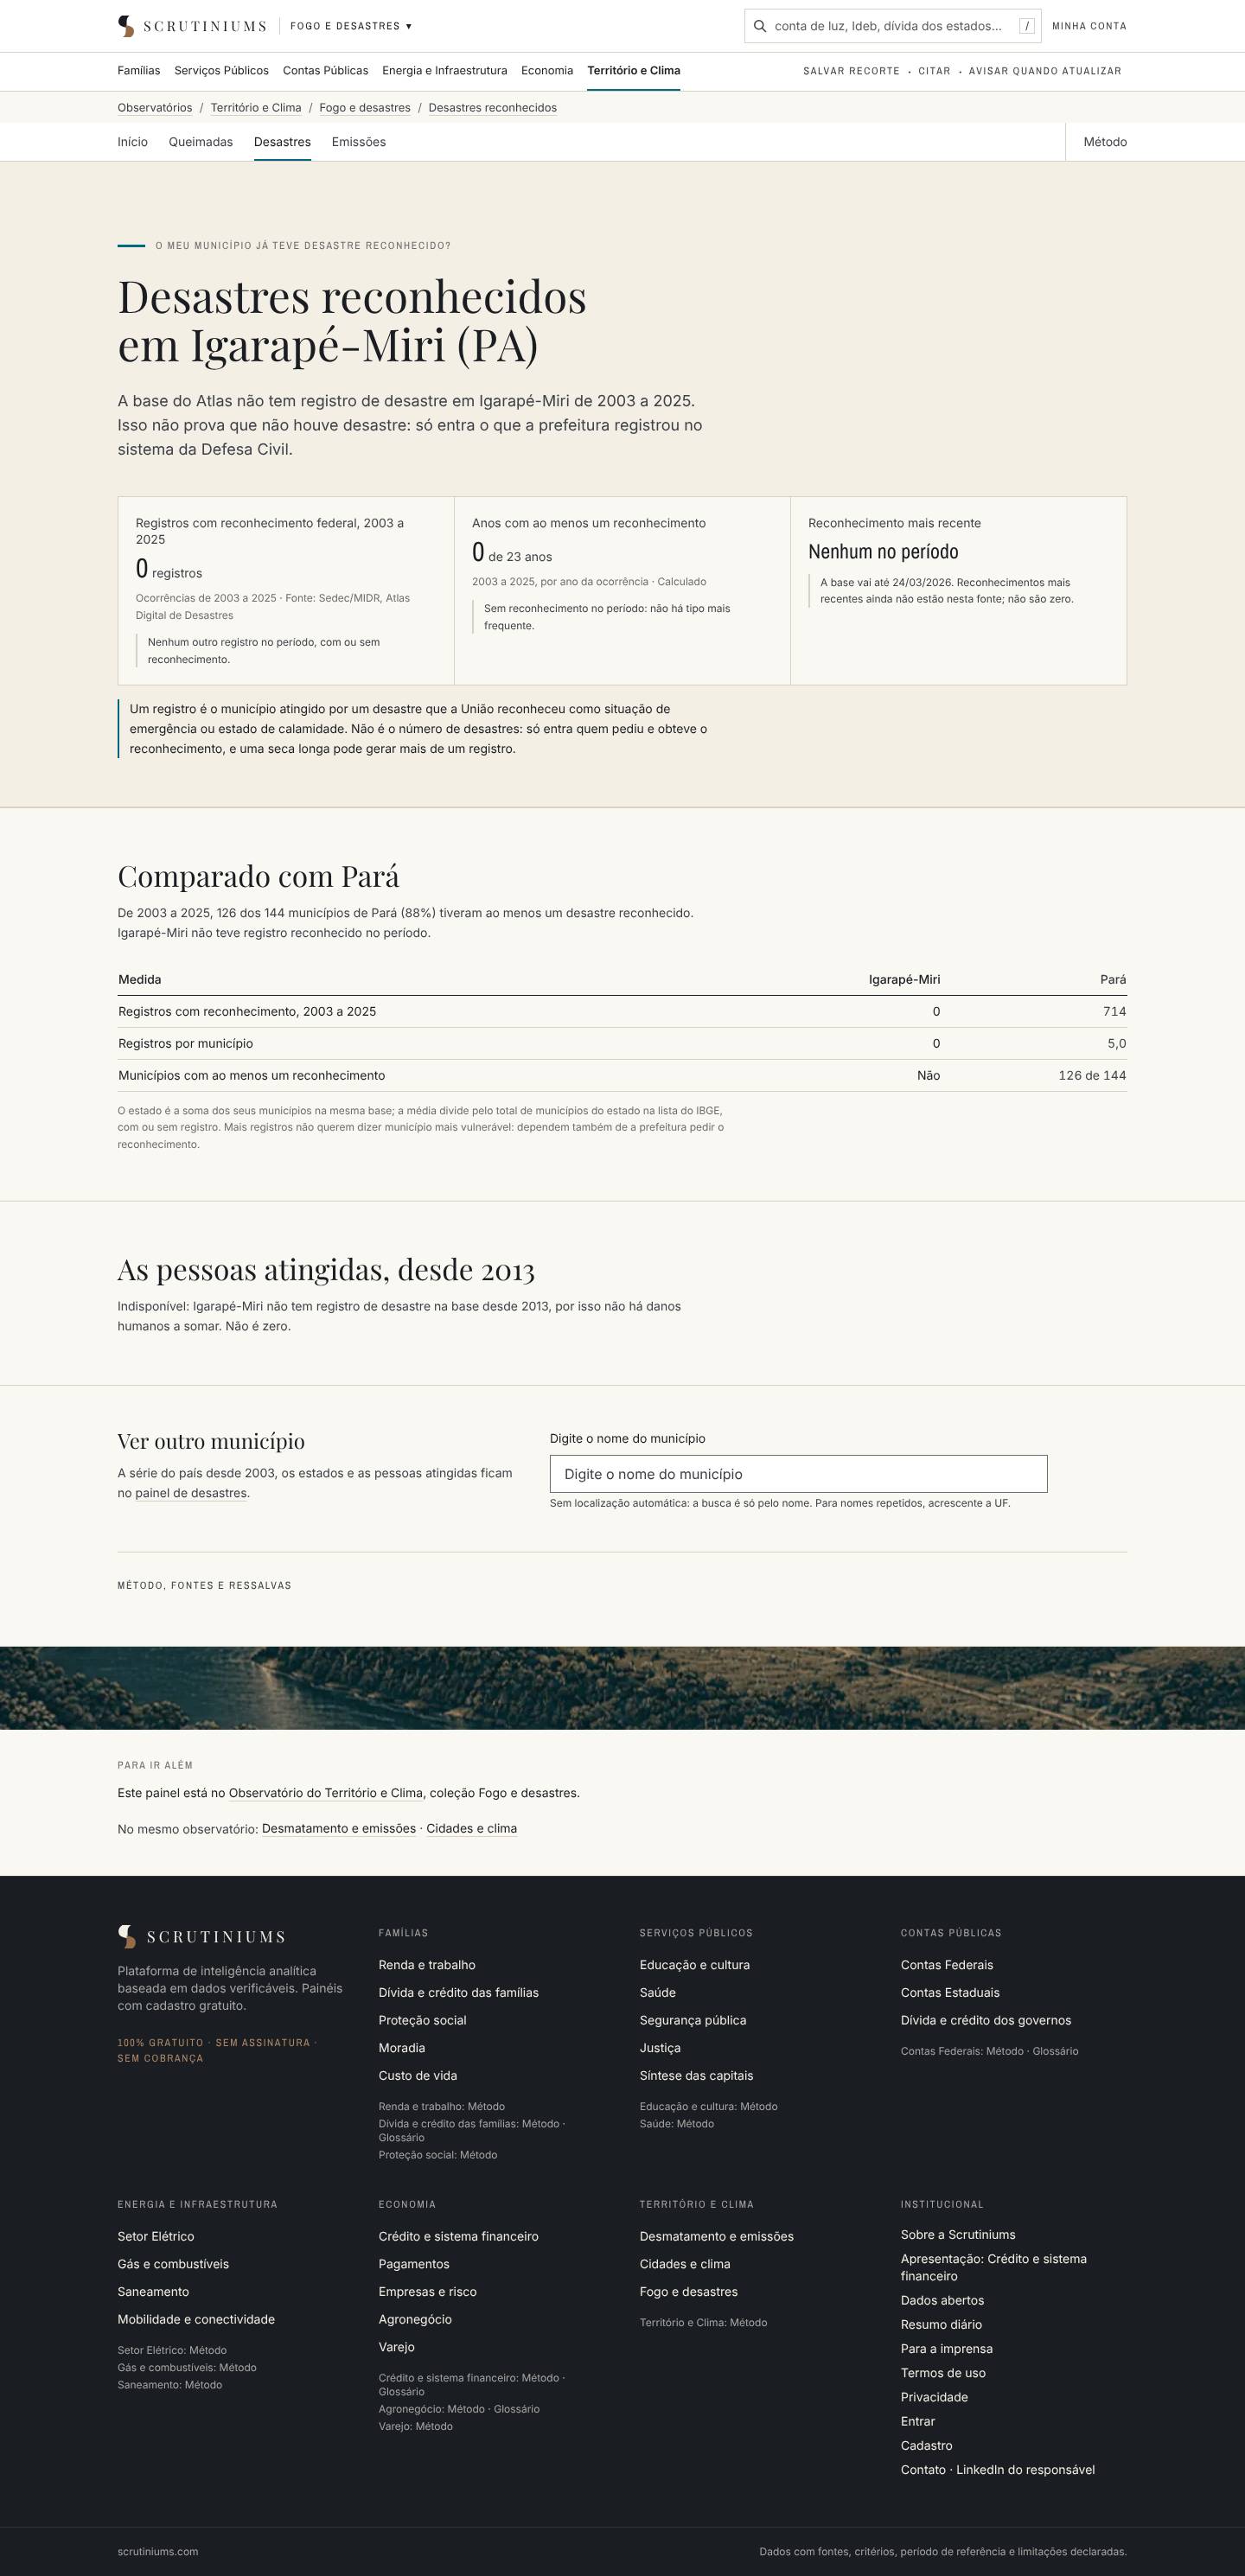 SCRUTINIUMS
FOGO E DESASTRES ▼
conta de luz, Ideb, dívida dos estados... /
MINHA CONTA
Famílias Serviços Públicos Contas Públicas Energia e Infraestrutura Economia Território e Clima
SALVAR RECORTE • CITAR • AVISAR QUANDO ATUALIZAR
Observatórios / Território e Clima / Fogo e desastres / Desastres reconhecidos
Início Queimadas Desastres Emissões Método
O MEU MUNICÍPIO JÁ TEVE DESASTRE RECONHECIDO?
Desastres reconhecidos
em Igarapé-Miri (PA)
A base do Atlas não tem registro de desastre em Igarapé-Miri de 2003 a 2025.
Isso não prova que não houve desastre: só entra o que a prefeitura registrou no
sistema da Defesa Civil.
Registros com reconhecimento federal, 2003 a
2025
0 registros
Ocorrências de 2003 a 2025 · Fonte: Sedec/MIDR, Atlas
Digital de Desastres
Nenhum outro registro no período, com ou sem
reconhecimento.
Anos com ao menos um reconhecimento
0 de 23 anos
2003 a 2025, por ano da ocorrência · Calculado
Sem reconhecimento no período: não há tipo mais
frequente.
Reconhecimento mais recente
Nenhum no período
A base vai até 24/03/2026. Reconhecimentos mais
recentes ainda não estão nesta fonte; não são zero.
Um registro é o município atingido por um desastre que a União reconheceu como situação de
emergência ou estado de calamidade. Não é o número de desastres: só entra quem pediu e obteve o
reconhecimento, e uma seca longa pode gerar mais de um registro.
Comparado com Pará
De 2003 a 2025, 126 dos 144 municípios de Pará (88%) tiveram ao menos um desastre reconhecido.
Igarapé-Miri não teve registro reconhecido no período.
Medida Igarapé-Miri Pará
Registros com reconhecimento, 2003 a 2025 0 714
Registros por município 0 5,0
Municípios com ao menos um reconhecimento Não 126 de 144
O estado é a soma dos seus municípios na mesma base; a média divide pelo total de municípios do estado na lista do IBGE,
com ou sem registro. Mais registros não querem dizer município mais vulnerável: dependem também de a prefeitura pedir o
reconhecimento.
As pessoas atingidas, desde 2013
Indisponível: Igarapé-Miri não tem registro de desastre na base desde 2013, por isso não há danos
humanos a somar. Não é zero.
Ver outro município
A série do país desde 2003, os estados e as pessoas atingidas ficam
no painel de desastres.
Digite o nome do município
Digite o nome do município
Sem localização automática: a busca é só pelo nome. Para nomes repetidos, acrescente a UF.
MÉTODO, FONTES E RESSALVAS
PARA IR ALÉM
Este painel está no Observatório do Território e Clima, coleção Fogo e desastres.
No mesmo observatório: Desmatamento e emissões · Cidades e clima
SCRUTINIUMS
Plataforma de inteligência analítica
baseada em dados verificáveis. Painéis
com cadastro gratuito.
100% GRATUITO · SEM ASSINATURA ·
SEM COBRANÇA
FAMÍLIAS
Renda e trabalho
Dívida e crédito das famílias
Proteção social
Moradia
Custo de vida
Renda e trabalho: Método
Dívida e crédito das famílias: Método ·
Glossário
Proteção social: Método
SERVIÇOS PÚBLICOS
Educação e cultura
Saúde
Segurança pública
Justiça
Síntese das capitais
Educação e cultura: Método
Saúde: Método
CONTAS PÚBLICAS
Contas Federais
Contas Estaduais
Dívida e crédito dos governos
Contas Federais: Método · Glossário
ENERGIA E INFRAESTRUTURA
Setor Elétrico
Gás e combustíveis
Saneamento
Mobilidade e conectividade
Setor Elétrico: Método
Gás e combustíveis: Método
Saneamento: Método
ECONOMIA
Crédito e sistema financeiro
Pagamentos
Empresas e risco
Agronegócio
Varejo
Crédito e sistema financeiro: Método ·
Glossário
Agronegócio: Método · Glossário
Varejo: Método
TERRITÓRIO E CLIMA
Desmatamento e emissões
Cidades e clima
Fogo e desastres
Território e Clima: Método
INSTITUCIONAL
Sobre a Scrutiniums
Apresentação: Crédito e sistema
financeiro
Dados abertos
Resumo diário
Para a imprensa
Termos de uso
Privacidade
Entrar
Cadastro
Contato · LinkedIn do responsável
scrutiniums.com
Dados com fontes, critérios, período de referência e limitações declaradas.